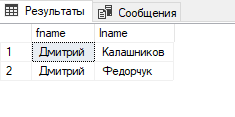 Результаты Сообщения
fname lname
1 Дмитрий Калашников
2 Дмитрий Федорчук